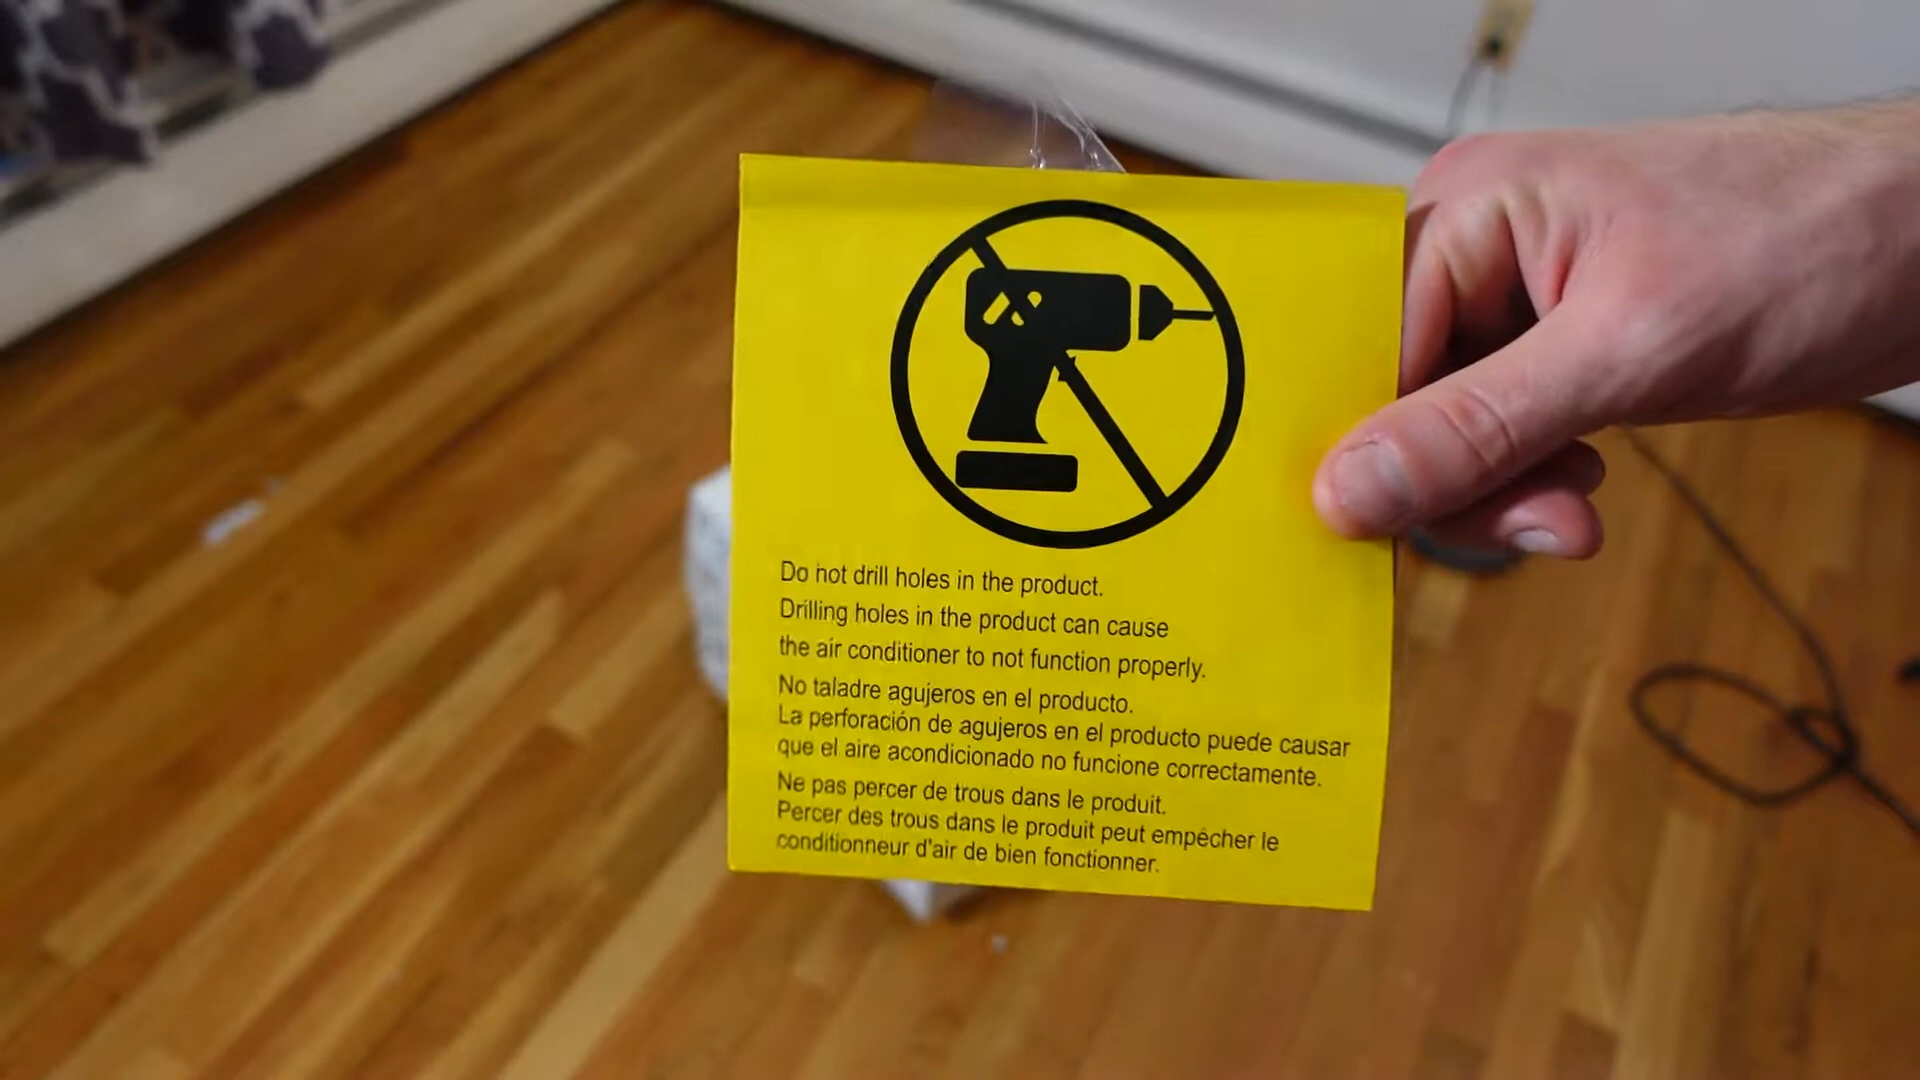 Do not drill holes in the product.
Drilling holes in the product can cause
the air conditioner to not function properly.
No taladre agujeros en el producto.
La perforación de agujeros en el producto puede causar
que el aire acondicionado no funcione correctamente.
Ne pas percer de trous dans le produit.
Percer des trous dans le produit peut empêcher le
conditionneur d'air de bien fonctionner.